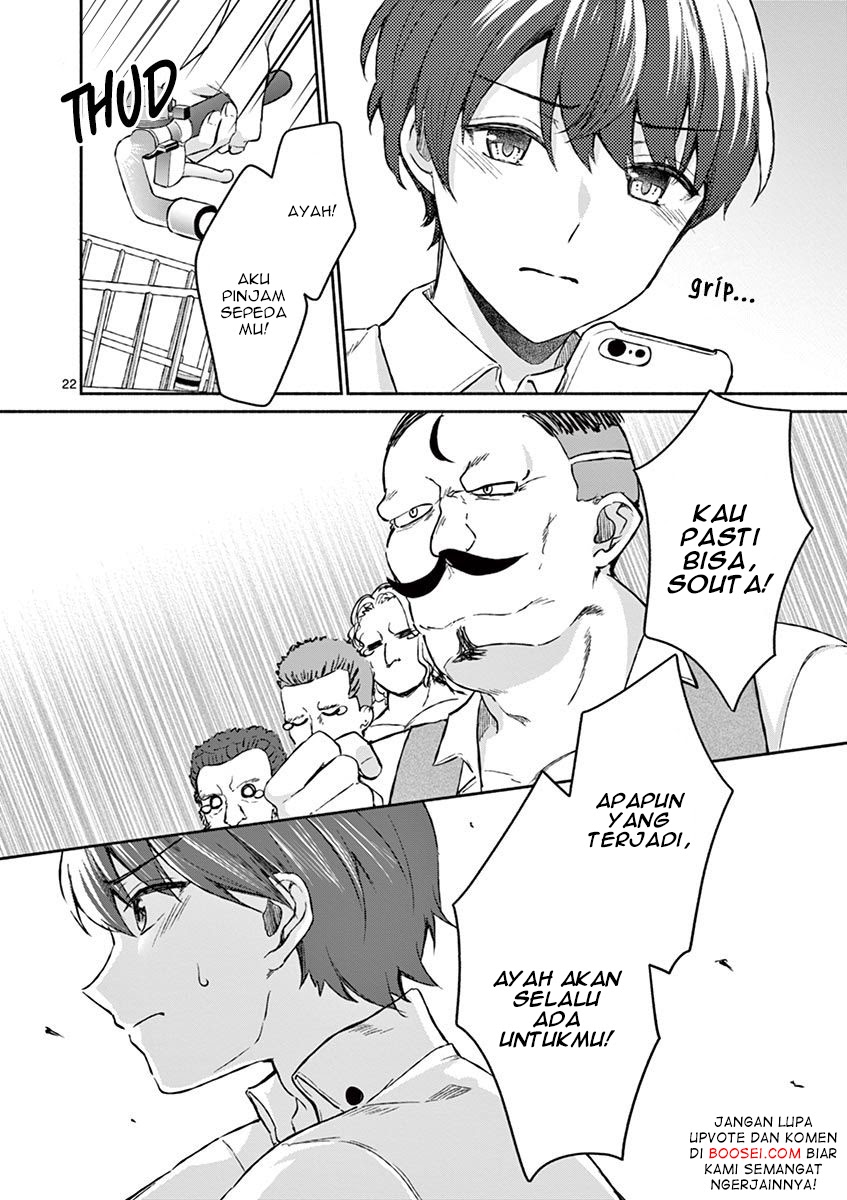 grip...
THUD
AYAH!
AKU
PINJAM
SEPEDA
MU!
22
KAU
PASTI
BISA,
SOUTA!
APAPUN
YANG
TERJADI,
AYAH AKAN
SELALU
ADA
UNTUKMU!
JANGAN LUPA
UPVOTE DAN KOMEN
DI BOOSEI.COM BIAR
KAMI SEMANGAT
NGERJAINNYA!